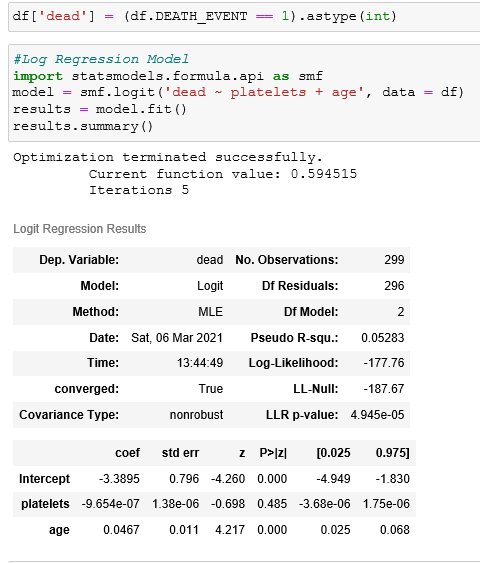 df['dead'] = (df.DEATH_EVENT == 1).astype(int)
#Log Regression Model
import statsmodels.formula.api as smf
model = smf.logit('dead ~ platelets + age', data = df)
results = model.fit()
results.summary()
Optimization terminated successfully.
Current function value: 0.594515
Iterations 5
Logit Regression Results
Dep. Variable: dead No. Observations: 299
Model: Logit Df Residuals: 296
Method: MLE Df Model: 2
Date: Sat, 06 Mar 2021 Pseudo R-squ.: 0.05283
Time: 13:44:49 Log-Likelihood: -177.76
converged: True LL-Null: -187.67
Covariance Type: nonrobust LLR p-value: 4.945e-05
coef std err z P>|z| [0.025 0.975]
Intercept -3.3895 0.796 -4.260 0.000 -4.949 -1.830
platelets -9.654e-07 1.38e-06 -0.698 0.485 -3.68e-06 1.75e-06
age 0.0467 0.011 4.217 0.000 0.025 0.068